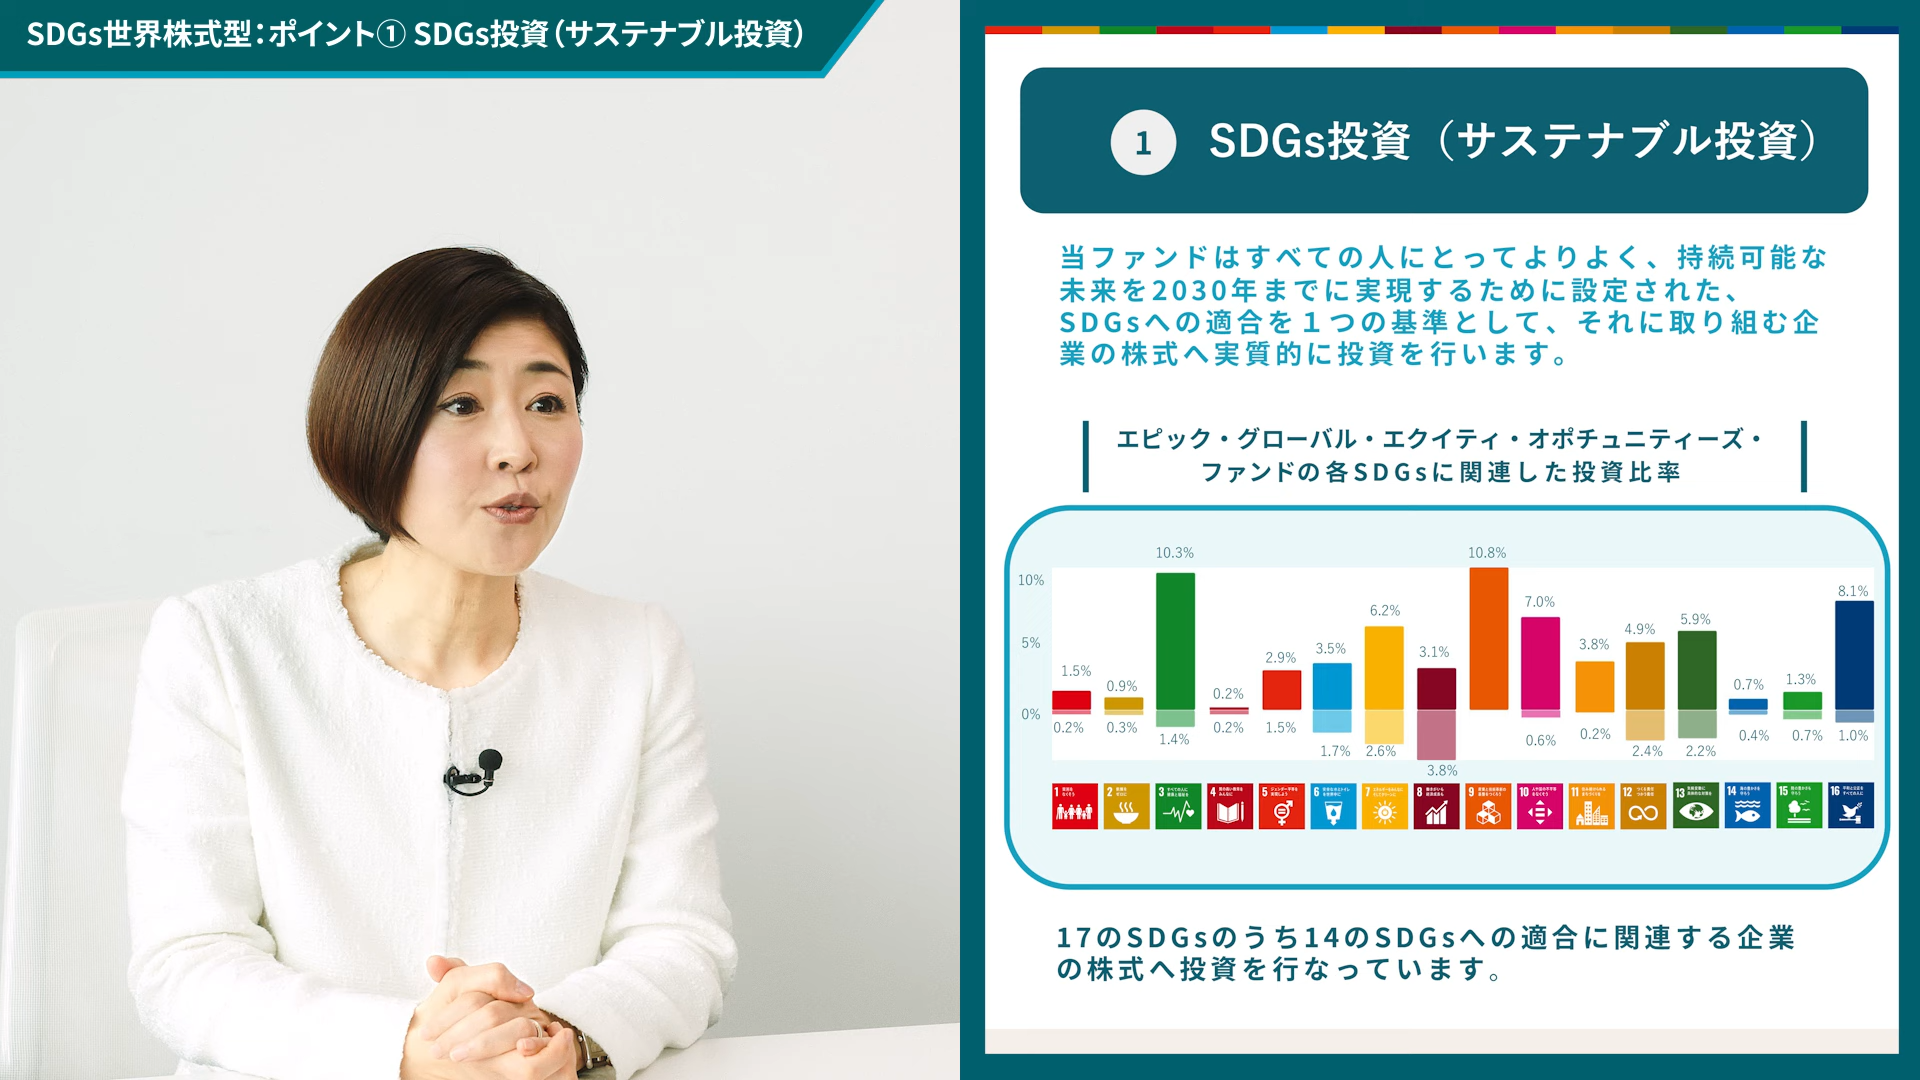 SDGs世界株式型：ポイント① SDGs投資（サステナブル投資）
1 SDGs投資（サステナブル投資）
当ファンドはすべての人にとってよりよく、持続可能な
未来を2030年までに実現するために設定された、
SDGsへの適合を１つの基準として、それに取り組む企
業の株式へ実質的に投資を行います。
エピック・グローバル・エクイティ・オポチュニティーズ・
ファンドの各SDGsに関連した投資比率
10.3% 10.8%
10% 8.1%
7.0%
6.2%
5.9%
4.9%
5% 3.5% 3.1% 3.8%
2.9%
1.5% 1.3%
0.9% 0.2% 0.7%
0%
0.2% 0.3% 1.4% 0.2% 1.5% 1.7% 2.6% 3.8% 0.6% 0.2% 2.4% 2.2% 0.4% 0.7% 1.0%
1 2 3 4 5 6 7 8 9 10 11 12 13 14 15 16
17のSDGsのうち14のSDGsへの適合に関連する企業
の株式へ投資を行なっています。